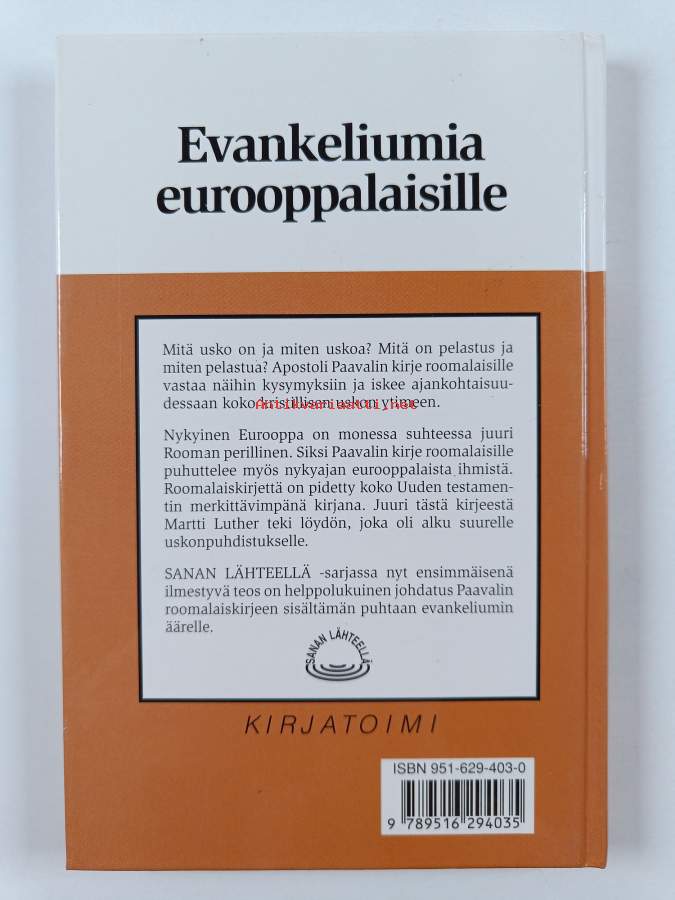 Evankeliumia
eurooppalaisille
Mitä usko on ja miten uskoa? Mitä on pelastus ja
miten pelastua? Apostoli Paavalin kirje roomalaisille
vastaa näihin kysymyksiin ja iskee ajankohtaisuu-
dessaan koko kristillisen uskon ytimeen.
Antikvariaatti.net
Nykyinen Eurooppa on monessa suhteessa juuri
Rooman perillinen. Siksi Paavalin kirje roomalaisille
puhuttelee myös nykyajan eurooppalaista ihmistä.
Roomalaiskirjettä on pidetty koko Uuden testamen-
tin merkittävimpänä kirjana. Juuri tästä kirjeestä
Martti Luther teki löydön, joka oli alku suurelle
uskonpuhdistukselle.
SANAN LÄHTEELLÄ -sarjassa nyt ensimmäisenä
ilmestyvä teos on helppolukuinen johdatus Paavalin
roomalaiskirjeen sisältämän puhtaan evankeliumin
äärelle.
SANAN LÄHTEELLÄ
KIRJATOIMI
ISBN 951-629-403-0
9 789516 294035